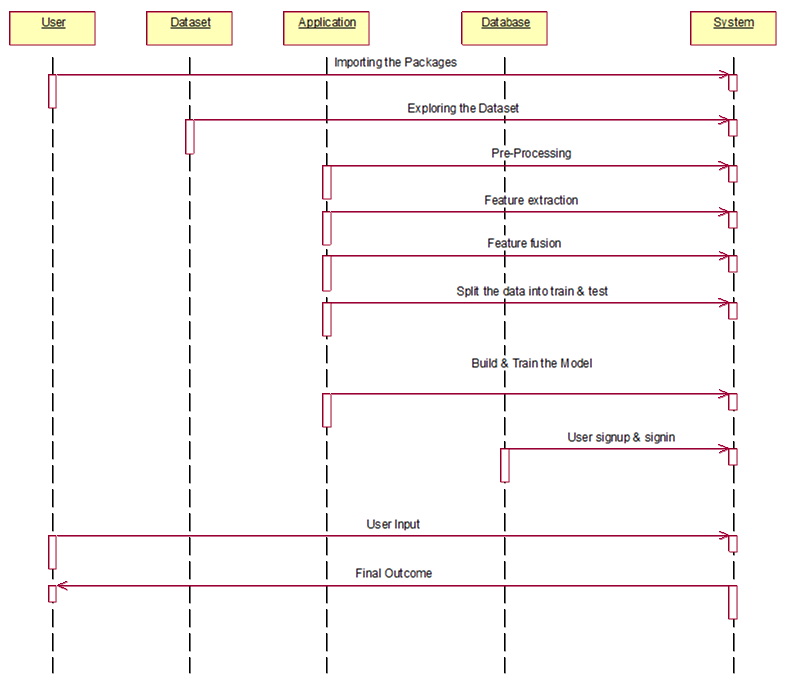 User
Dataset
Application
Database
System
Importing the Packages
Exploring the Dataset
Pre-Processing
Feature extraction
Feature fusion
Split the data into train & test
Build & Train the Model
User signup & signin
User Input
Final Outcome